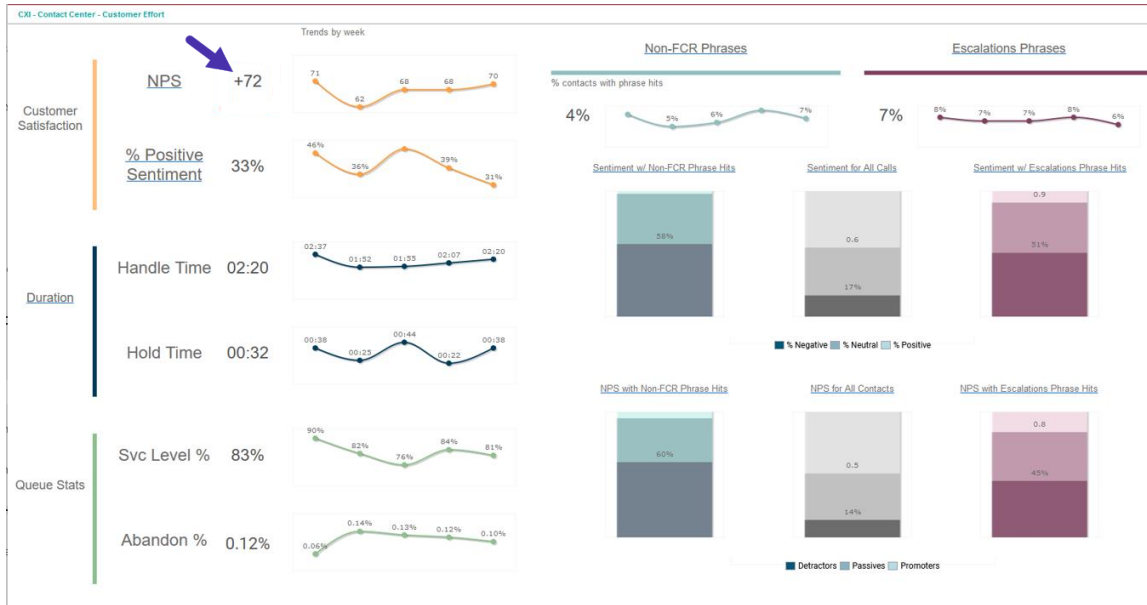 CXI - Contact Center - Customer Effort
Trends by week
Customer
Satisfaction
NPS
+72
71
62
68
68
70
% Positive
Sentiment
33%
46%
36%
39%
31%
Duration
Handle Time
02:20
02:37
01:52
01:55
02:07
02:20
Hold Time
00:32
00:38
00:25
00:44
00:22
00:38
Queue Stats
Svc Level %
83%
90%
82%
76%
84%
81%
Abandon %
0.12%
0.06%
0.14%
0.13%
0.12%
0.10%
Non-FCR Phrases
Escalations Phrases
% contacts with phrase hits
4%
5%
6%
7%
7%
8%
7%
7%
8%
6%
Sentiment w/ Non-FCR Phrase Hits
Sentiment for All Calls
Sentiment w/ Escalations Phrase Hits
58%
0.6
17%
0.9
51%
% Negative
% Neutral
% Positive
NPS with Non-FCR Phrase Hits
NPS for All Contacts
NPS with Escalations Phrase Hits
60%
0.5
14%
0.8
45%
Detractors
Passives
Promoters